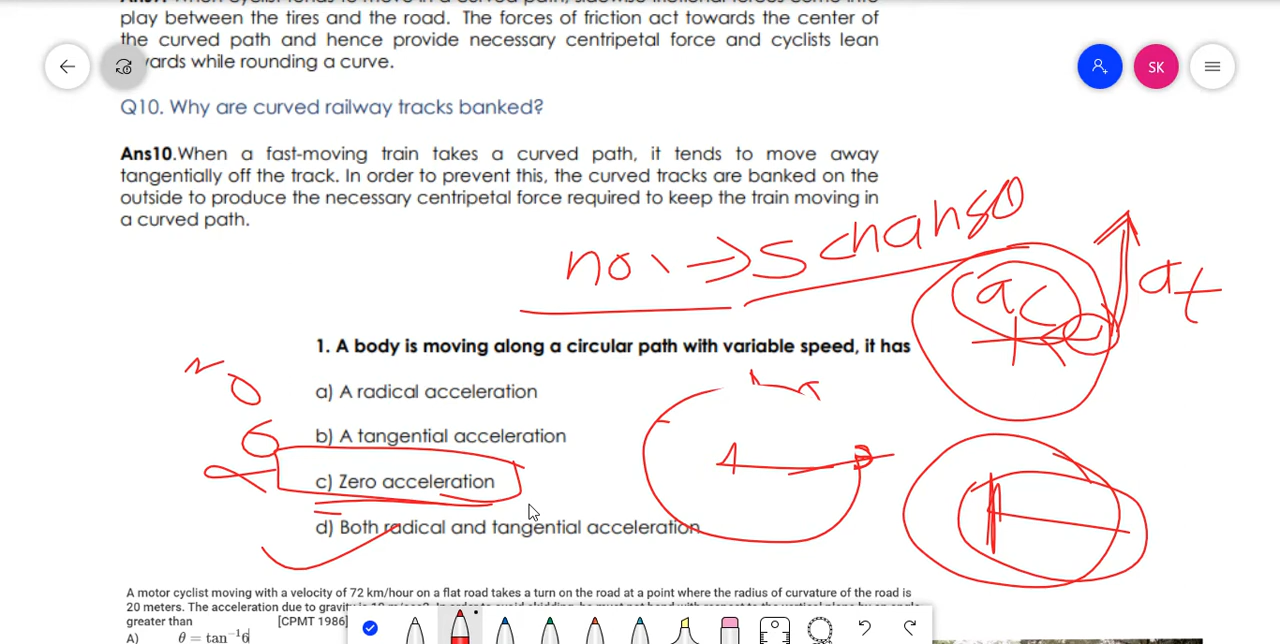 play between the tires and the road. The forces of friction act towards the center of
the curved path and hence provide necessary centripetal force and cyclists lean
wards while rounding a curve.
SK
Q10. Why are curved railway tracks banked?
Ans10.When a fast-moving train takes a curved path, it tends to move away
tangentially off the track. In order to prevent this, the curved tracks are banked on the
outside to produce the necessary centripetal force required to keep the train moving in
a curved path.
ac
at
1. A body is moving along a circular path with variable speed, it has
a) A radical acceleration
b) A tangential acceleration
c) Zero acceleration
d) Both radical and tangential acceleration
A motor cyclist moving with a velocity of 72 km/hour on a flat road takes a turn on the road at a point where the radius of curvature of the road is
20 meters. The acceleration due to gravity
greater than [CPMT 1986]
A) θ = tan⁻¹6